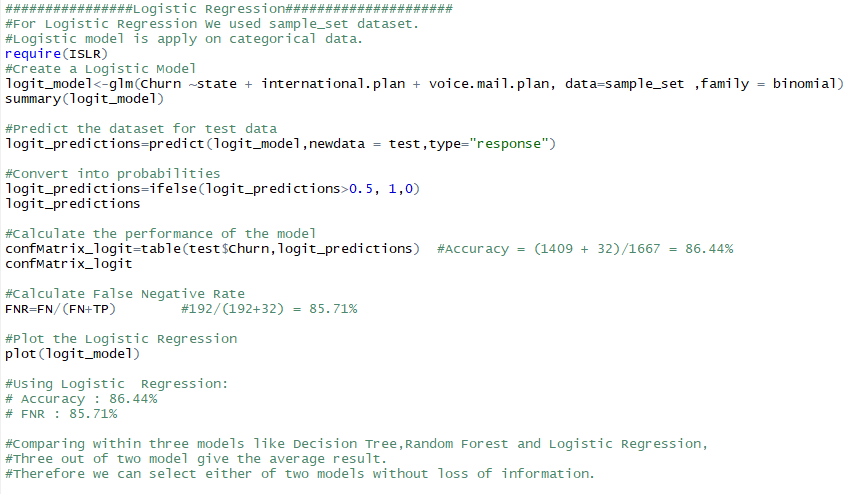 ################Logistic Regression#####################
#For Logistic Regression We used sample_set dataset.
#Logistic model is apply on categorical data.
require(ISLR)
#Create a Logistic Model
logit_model<-glm(Churn ~state + international.plan + voice.mail.plan, data=sample_set ,family = binomial)
summary(logit_model)
#Predict the dataset for test data
logit_predictions=predict(logit_model,newdata = test,type="response")
#Convert into probabilities
logit_predictions=ifelse(logit_predictions>0.5, 1,0)
logit_predictions
#Calculate the performance of the model
confMatrix_logit=table(test$Churn,logit_predictions)  #Accuracy = (1409 + 32)/1667 = 86.44%
confMatrix_logit
#Calculate False Negative Rate
FNR=FN/(FN+TP)        #192/(192+32) = 85.71%
#Plot the Logistic Regression
plot(logit_model)
#Using Logistic  Regression:
# Accuracy : 86.44%
# FNR : 85.71%
#Comparing within three models like Decision Tree,Random Forest and Logistic Regression,
#Three out of two model give the average result.
#Therefore we can select either of two models without loss of information.